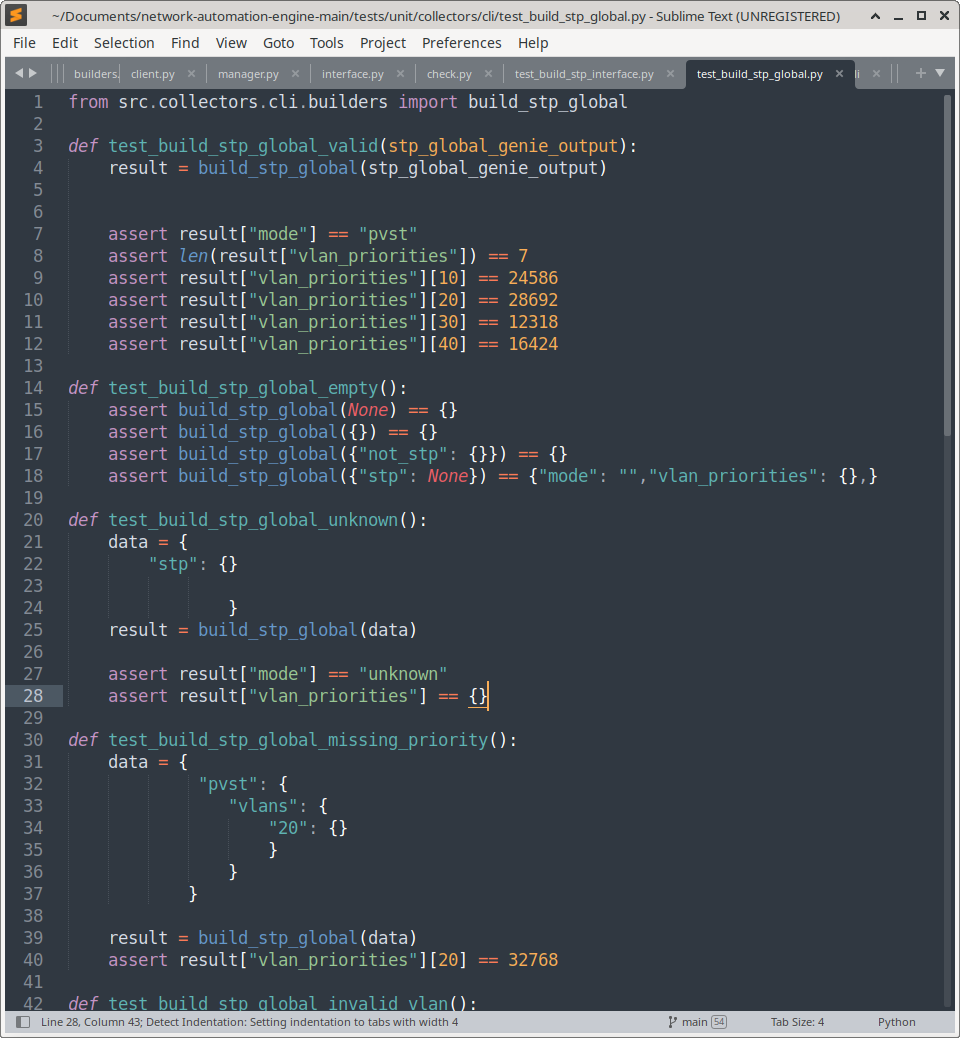 ~/Documents/network-automation-engine-main/tests/unit/collectors/cli/test_build_stp_global.py - Sublime Text (UNREGISTERED)
File Edit Selection Find View Goto Tools Project Preferences Help
builders. client.py manager.py interface.py check.py test_build_stp_interface.py test_build_stp_global.py li
1 from src.collectors.cli.builders import build_stp_global
2
3 def test_build_stp_global_valid(stp_global_genie_output):
4     result = build_stp_global(stp_global_genie_output)
5
6
7     assert result["mode"] == "pvst"
8     assert len(result["vlan_priorities"]) == 7
9     assert result["vlan_priorities"][10] == 24586
10     assert result["vlan_priorities"][20] == 28692
11     assert result["vlan_priorities"][30] == 12318
12     assert result["vlan_priorities"][40] == 16424
13
14 def test_build_stp_global_empty():
15     assert build_stp_global(None) == {}
16     assert build_stp_global({}) == {}
17     assert build_stp_global({"not_stp": {}}) == {}
18     assert build_stp_global({"stp": None}) == {"mode": "","vlan_priorities": {},}
19
20 def test_build_stp_global_unknown():
21     data = {
22         "stp": {}
23
24                 }
25     result = build_stp_global(data)
26
27     assert result["mode"] == "unknown"
28     assert result["vlan_priorities"] == {}
29
30 def test_build_stp_global_missing_priority():
31     data = {
32              "pvst": {
33                 "vlans": {
34                     "20": {}
35                     }
36                 }
37             }
38
39     result = build_stp_global(data)
40     assert result["vlan_priorities"][20] == 32768
41
42 def test_build_stp_global_invalid_vlan():
Line 28, Column 43; Detect Indentation: Setting indentation to tabs with width 4 main 54 Tab Size: 4 Python